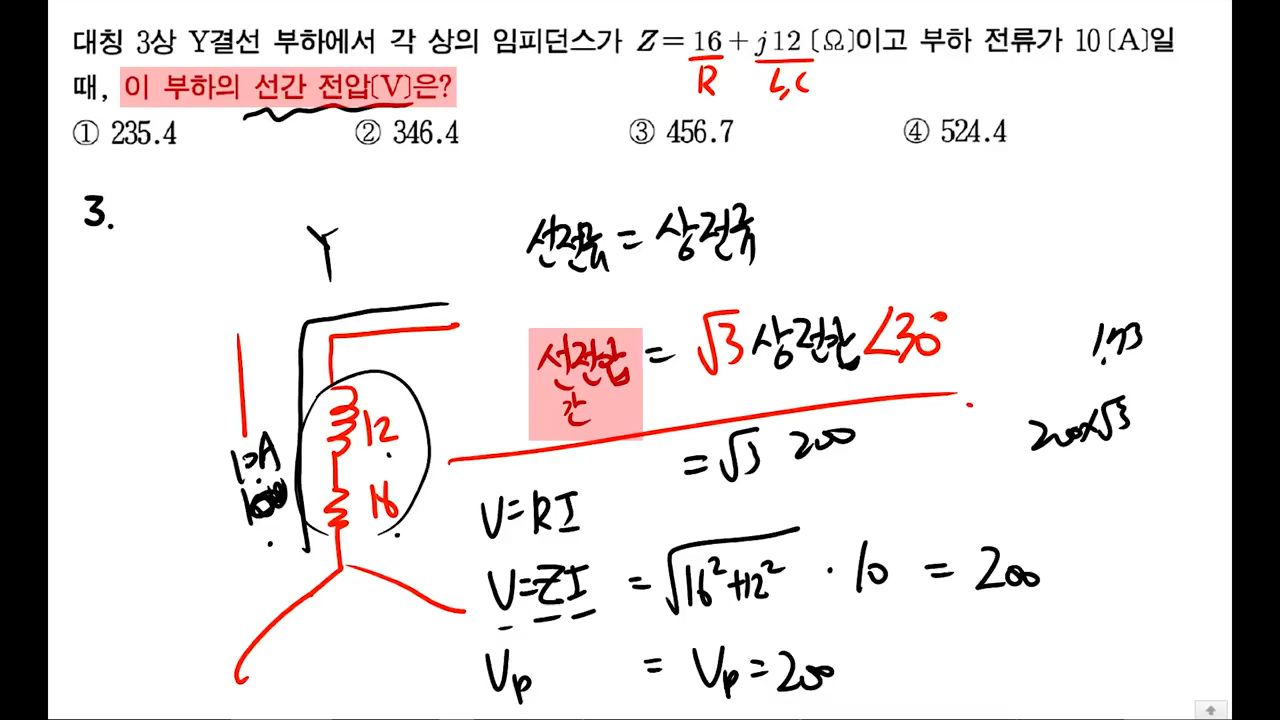 대칭 3상 Y결선 부하에서 각 상의 임피던스가 Z = 16 + j12 [Ω]이고 부하 전류가 10 [A]일
R L,C
때, 이 부하의 선간 전압[V]은?
① 235.4 ② 346.4 ③ 456.7 ④ 524.4
3.
Y
선전류 = 상전류
선전압 = √3 상전압 ∠30°
간
1.73
= √3 200
200×√3
12
10A
16
V=RI
V=ZI = √16²+12² · 10 = 200
Vp = Vp = 200